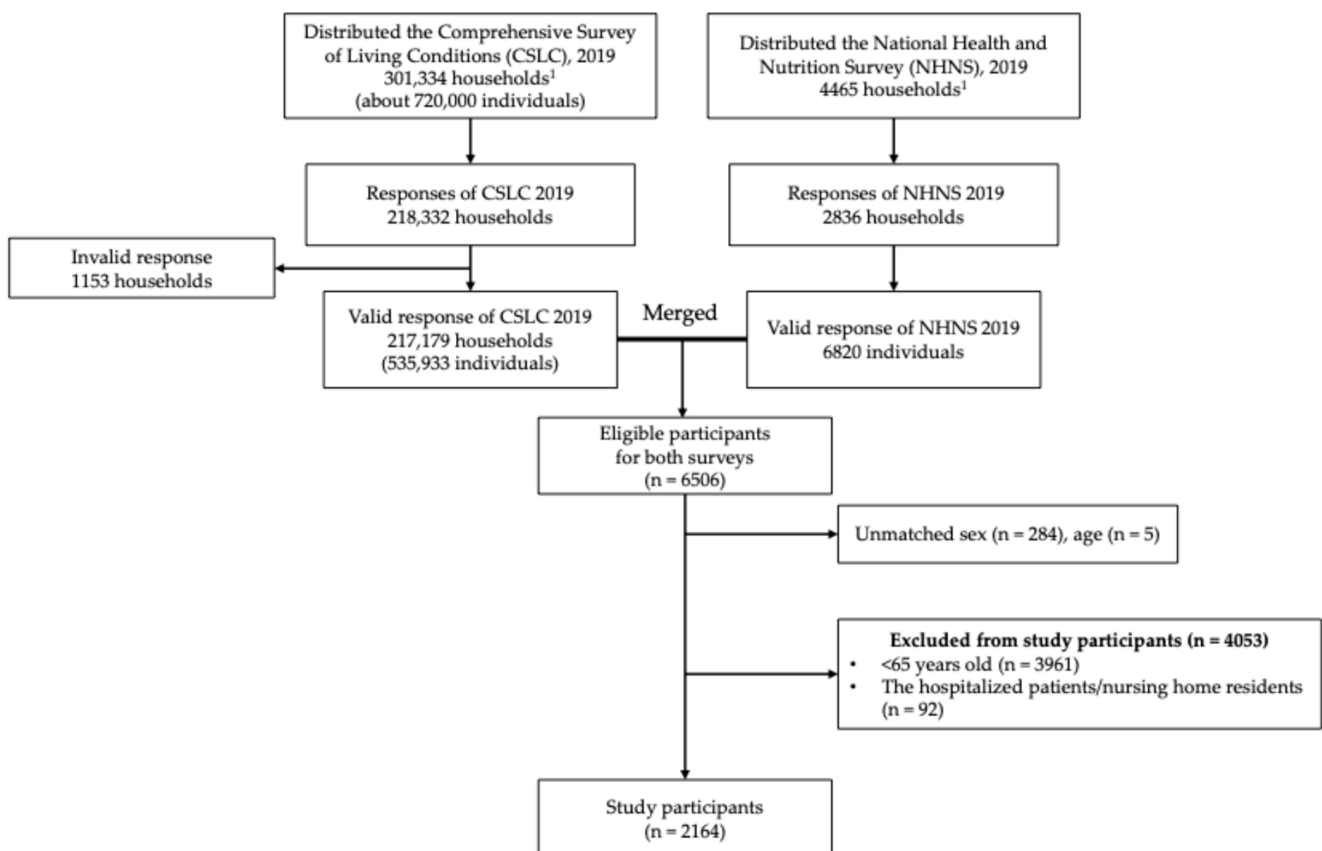 Distributed the Comprehensive Survey
of Living Conditions (CSLC), 2019
301,334 households¹
(about 720,000 individuals)
Distributed the National Health and
Nutrition Survey (NHNS), 2019
4465 households¹
Responses of CSLC 2019
218,332 households
Responses of NHNS 2019
2836 households
Invalid response
1153 households
Valid response of CSLC 2019
217,179 households
(535,933 individuals)
Merged
Valid response of NHNS 2019
6820 individuals
Eligible participants
for both surveys
(n = 6506)
Unmatched sex (n = 284), age (n = 5)
Excluded from study participants (n = 4053)
• <65 years old (n = 3961)
• The hospitalized patients/nursing home residents
(n = 92)
Study participants
(n = 2164)